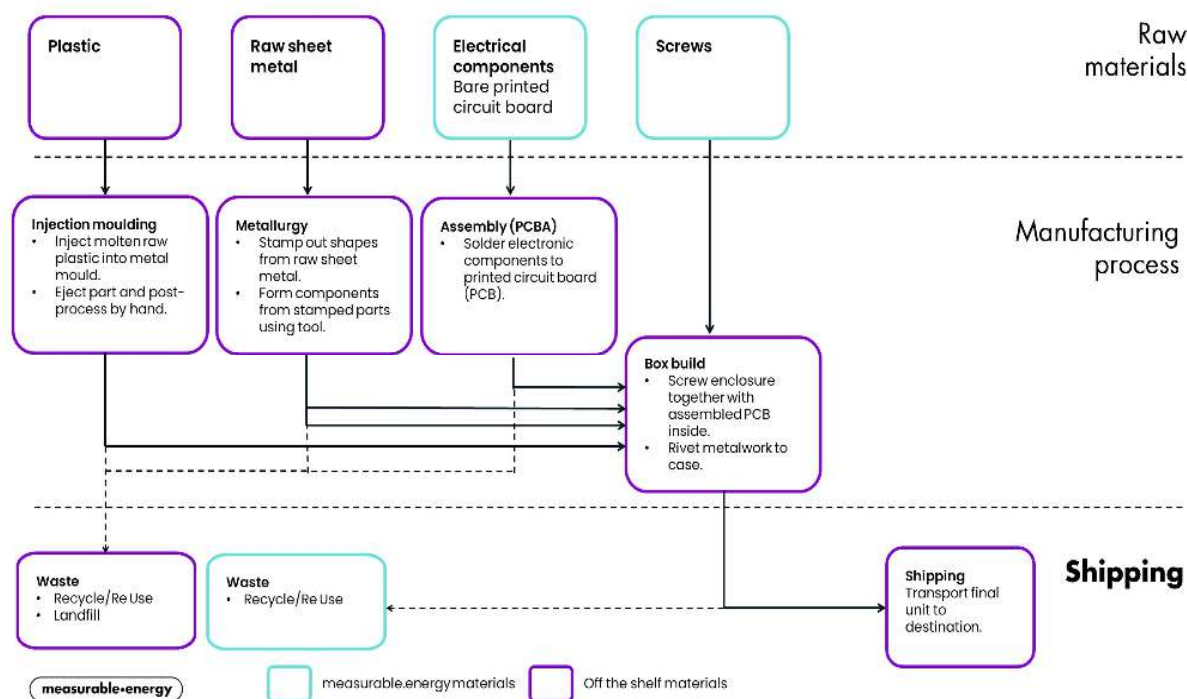 Plastic
Raw sheet
metal
Electrical
components
Bare printed
circuit board
Screws
Raw
materials
Injection moulding
• Inject molten raw
plastic into metal
mould.
• Eject part and post-
process by hand.
Metallurgy
• Stamp out shapes
from raw sheet
metal.
• Form components
from stamped parts
using tool.
Assembly (PCBA)
• Solder electronic
components to
printed circuit board
(PCB).
Manufacturing
process
Box build
• Screw enclosure
together with
assembled PCB
inside.
• Rivet metalwork to
case.
Waste
• Recycle/Re Use
• Landfill
Waste
• Recycle/Re Use
Shipping
Transport final
unit to
destination.
Shipping
measurable•energy
measurable.energy materials
Off the shelf materials